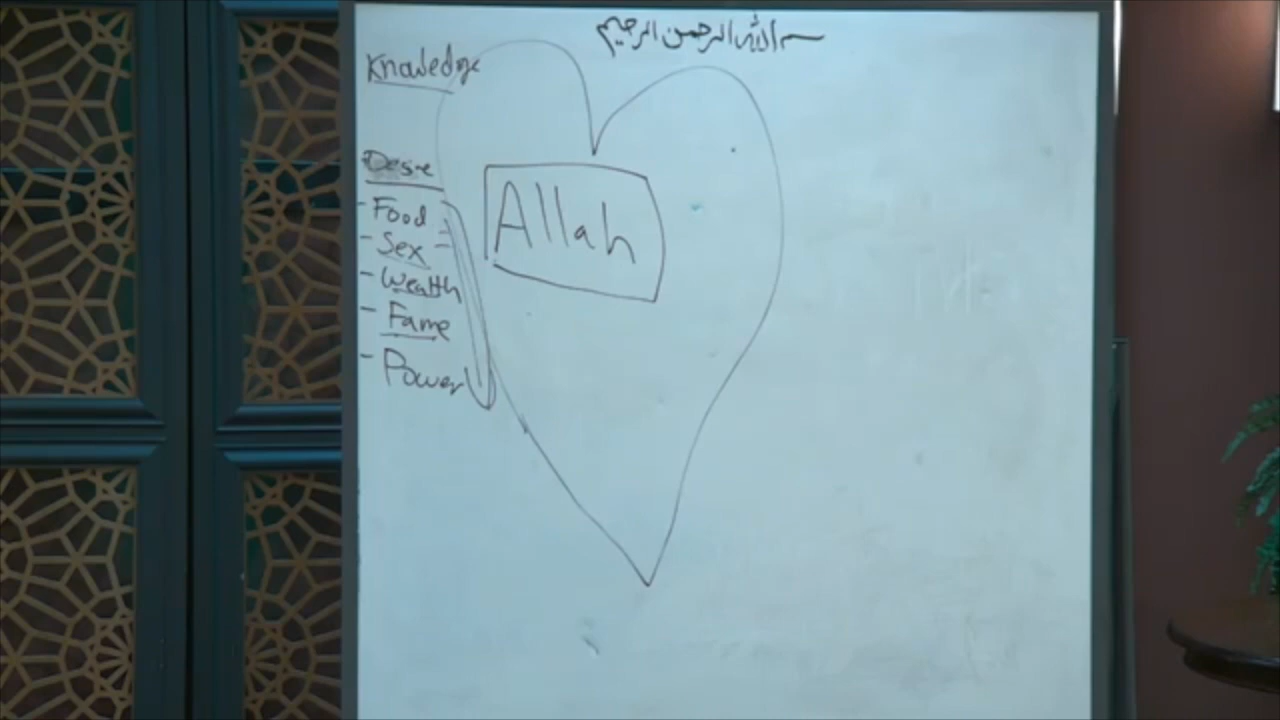 بسم الله الرحمن الرحيم
Knowledge
Desire
- Food
- Sex -
- Wealth
- Fame
- Power
Allah